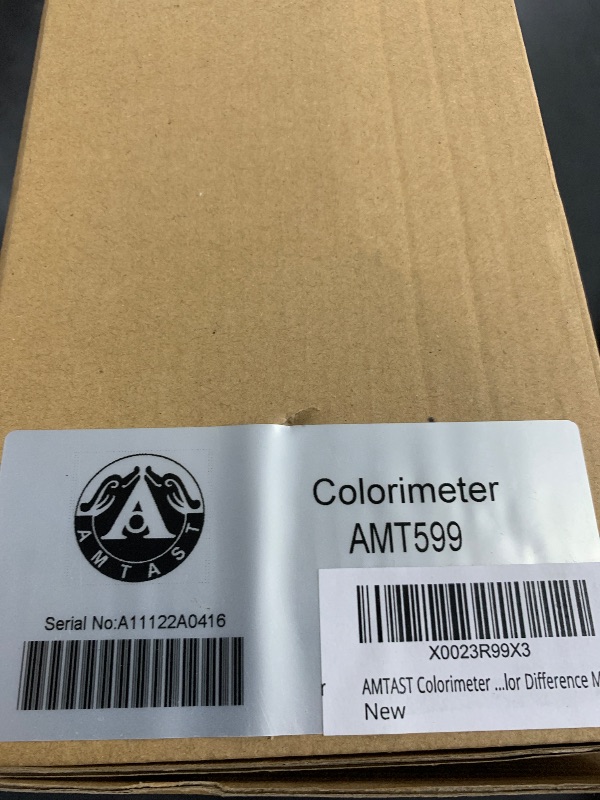 AMTAST
Serial No:A11122A0416
Colorimeter
AMT599
X0023R99X3
AMTAST Colorimeter ...lor Difference M
New